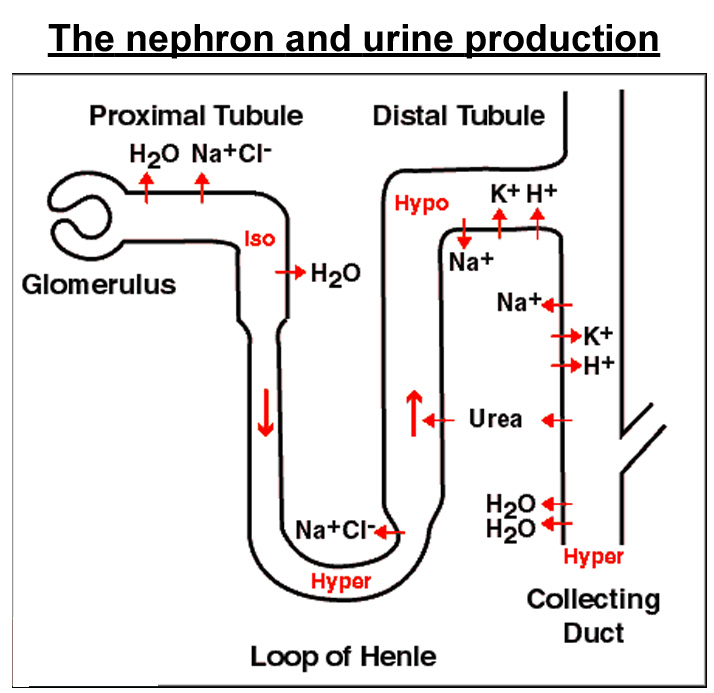 The nephron and urine production
Proximal Tubule
Distal Tubule
H2O Na+Cl-
K+ H+
Hypo
Iso
Na+
H2O
Glomerulus
Na+
K+
H+
Urea
H2O
Na+Cl-
H2O
Hyper
Hyper
Collecting
Duct
Loop of Henle